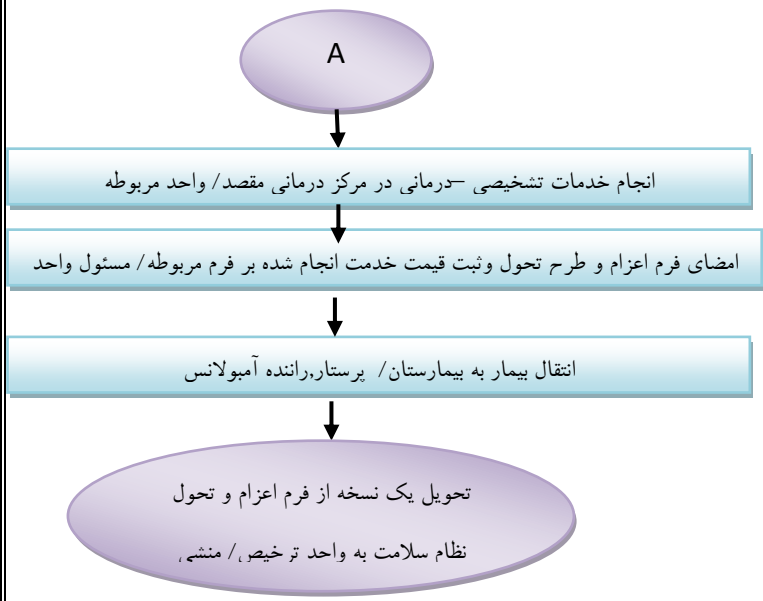 A
انجام خدمات تشخیصی –درمانی در مرکز درمانی مقصد/ واحد مربوطه
امضای فرم اعزام و طرح تحول وثبت قیمت خدمت انجام شده بر فرم مربوطه/ مسئول واحد
انتقال بیمار به بیمارستان/ پرستار,راننده آمبولانس
تحویل یک نسخه از فرم اعزام و تحول
نظام سلامت به واحد ترخیص/ منشی